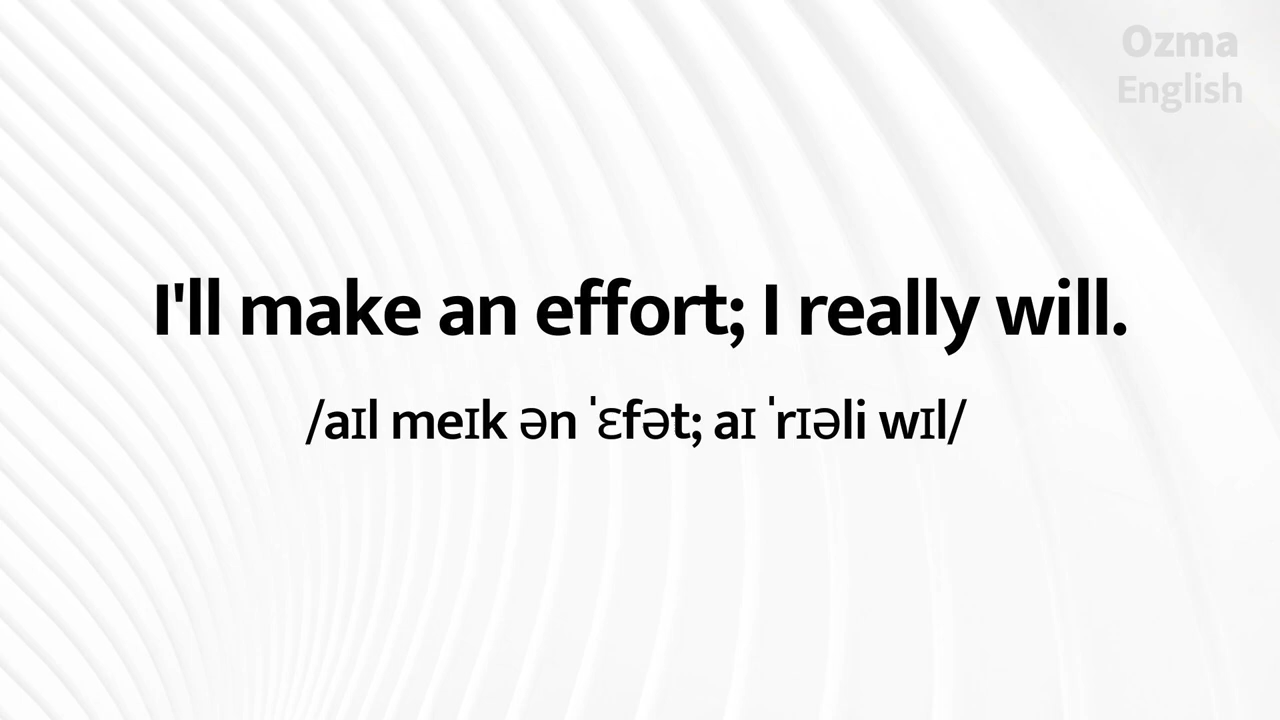 Ozma
English
I'll make an effort; I really will.
/aɪl meɪk ən ˈɛfət; aɪ ˈrɪəli wɪl/